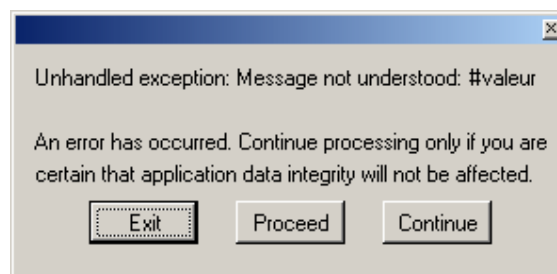 Unhandled exception: Message not understood: #valeur
An error has occurred. Continue processing only if you are
certain that application data integrity will not be affected.
Exit Proceed Continue